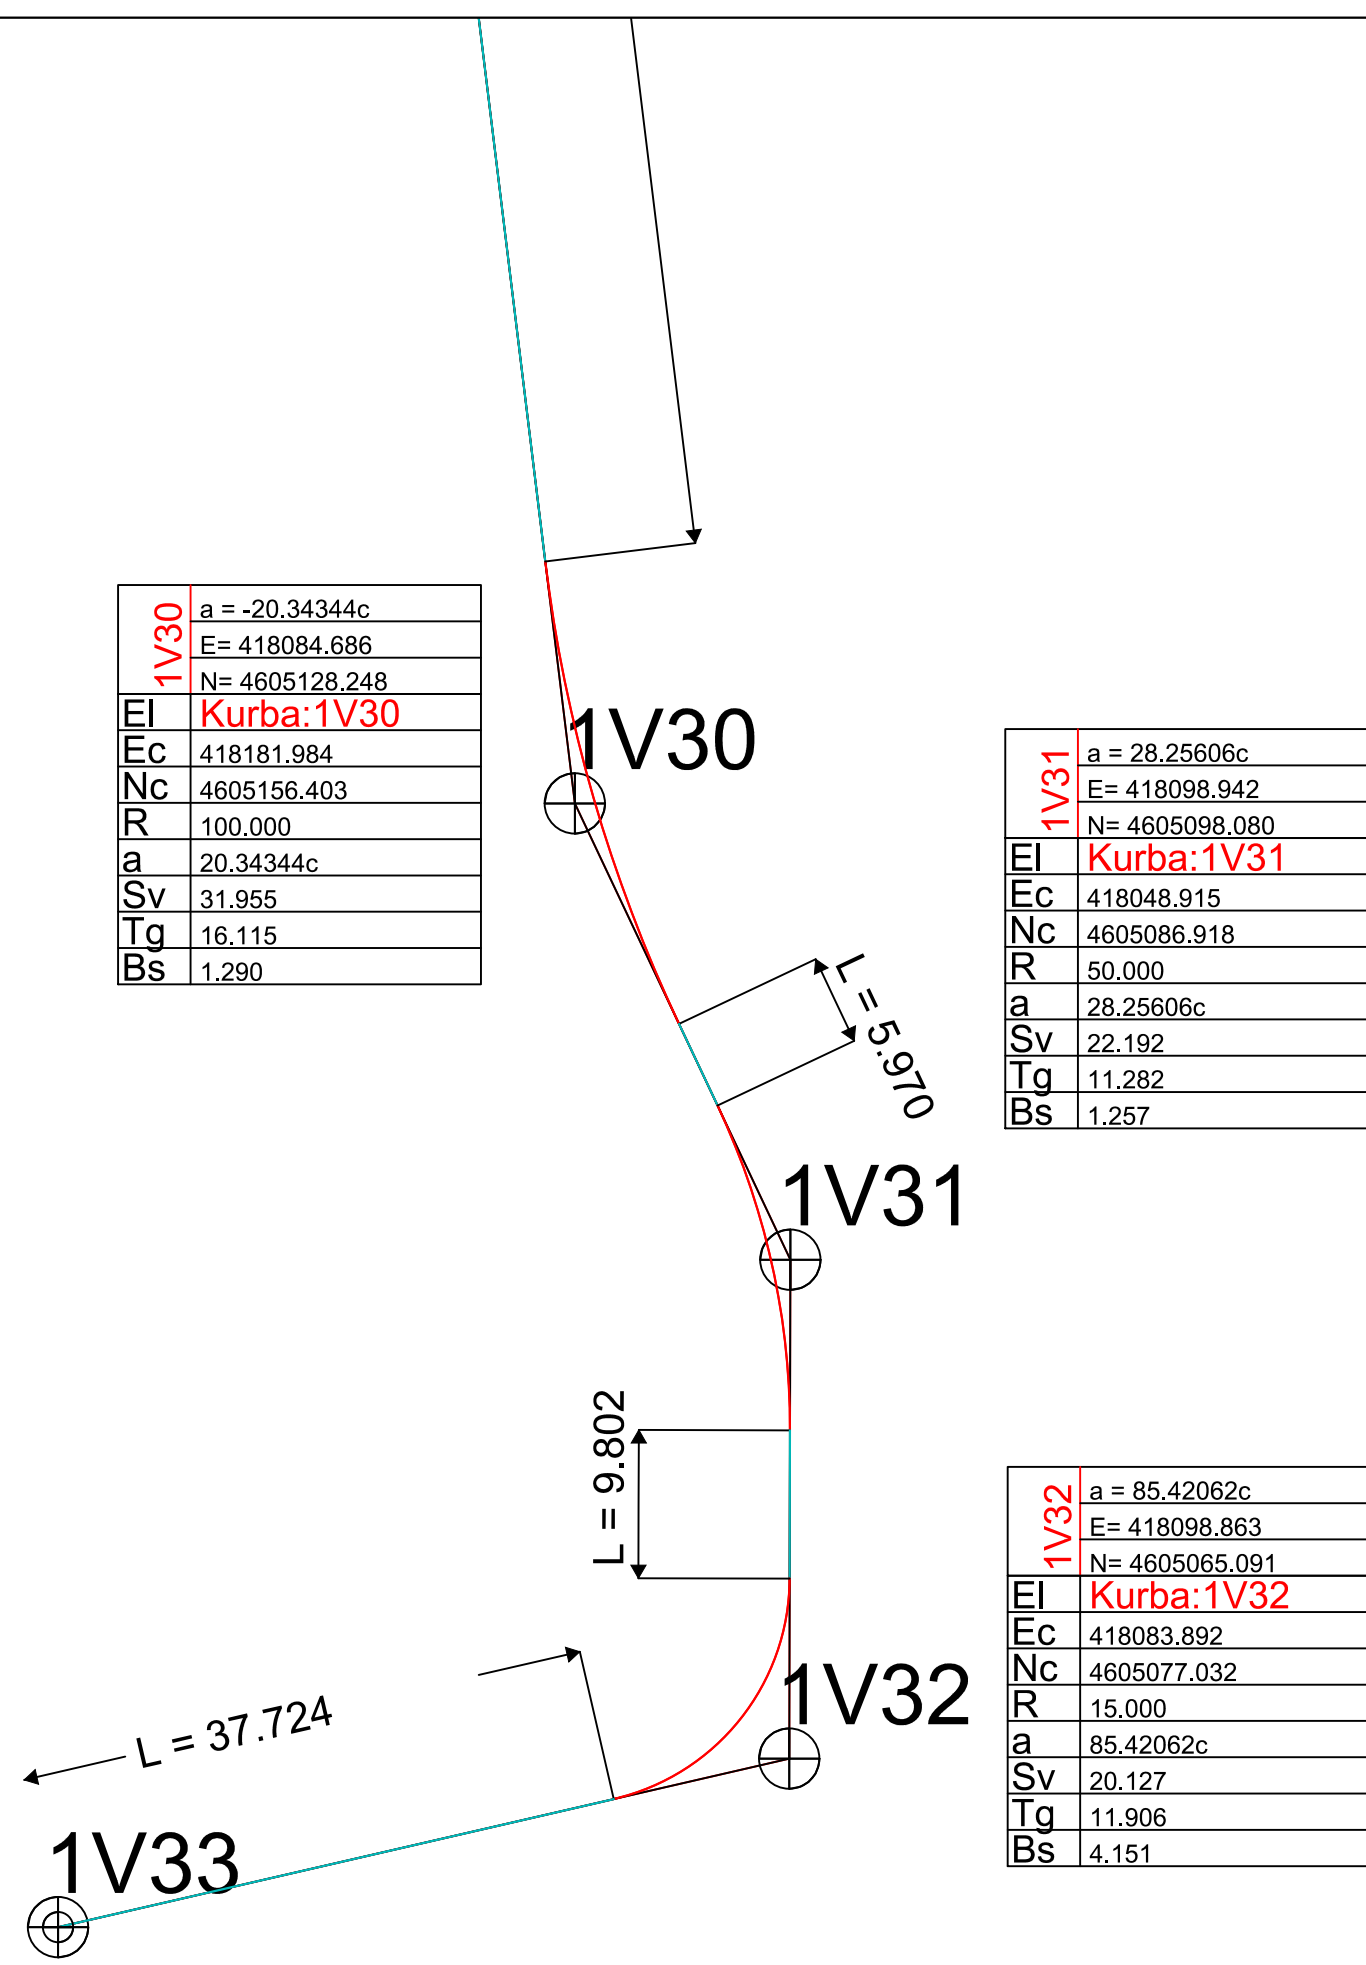 1V30
a = -20.34344c
E= 418084.686
N= 4605128.248
El Kurba:1V30
Ec 418181.984
Nc 4605156.403
R 100.000
a 20.34344c
Sv 31.955
Tg 16.115
Bs 1.290
1V30
1V31
a = 28.25606c
E= 418098.942
N= 4605098.080
El Kurba:1V31
Ec 418048.915
Nc 4605086.918
R 50.000
a 28.25606c
Sv 22.192
Tg 11.282
Bs 1.257
L = 5.970
1V31
L = 9.802
1V32
a = 85.42062c
E= 418098.863
N= 4605065.091
El Kurba:1V32
Ec 418083.892
Nc 4605077.032
R 15.000
a 85.42062c
Sv 20.127
Tg 11.906
Bs 4.151
1V32
L = 37.724
1V33